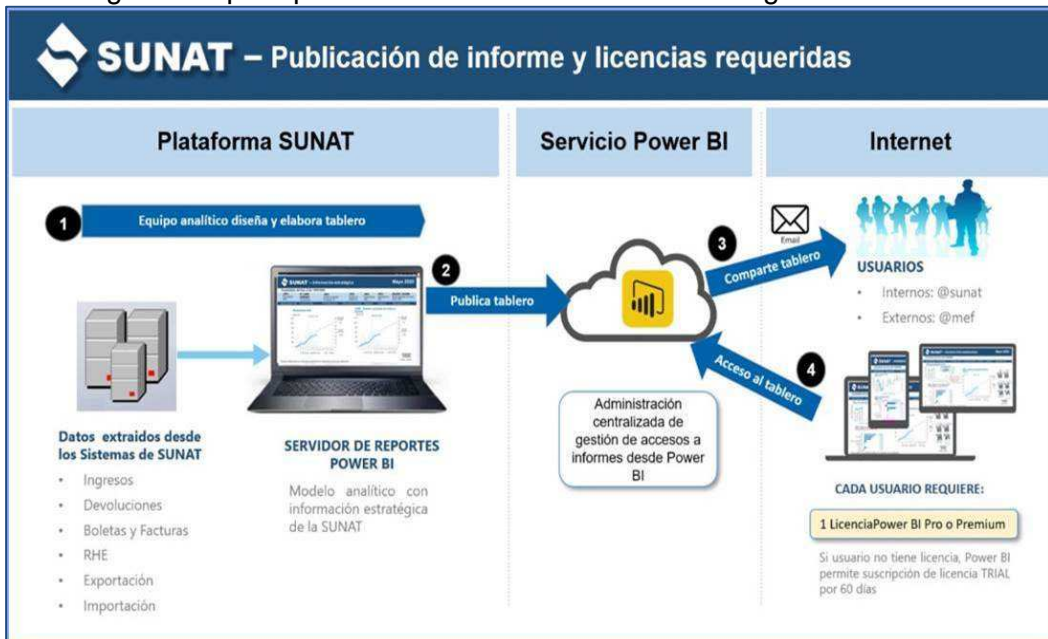 SUNAT – Publicación de informe y licencias requeridas
Plataforma SUNAT
Servicio Power BI
Internet
1
Equipo analítico diseña y elabora tablero
2
Publica tablero
3
Comparte tablero
Email
USUARIOS
• Internos: @sunat
• Externos: @mef
4
Acceso al tablero
SUNAT
Mayo 2020
Datos extraidos desde
los Sistemas de SUNAT
• Ingresos
• Devoluciones
• Boletas y Facturas
• RHE
• Exportación
• Importación
SERVIDOR DE REPORTES
POWER BI
Modelo analítico con
información estratégica
de la SUNAT
Administración
centralizada de
gestión de accesos a
informes desde Power
BI
CADA USUARIO REQUIERE:
1 LicenciaPower BI Pro o Premium
Si usuario no tiene licencia, Power BI
permite suscripción de licencia TRIAL
por 60 días